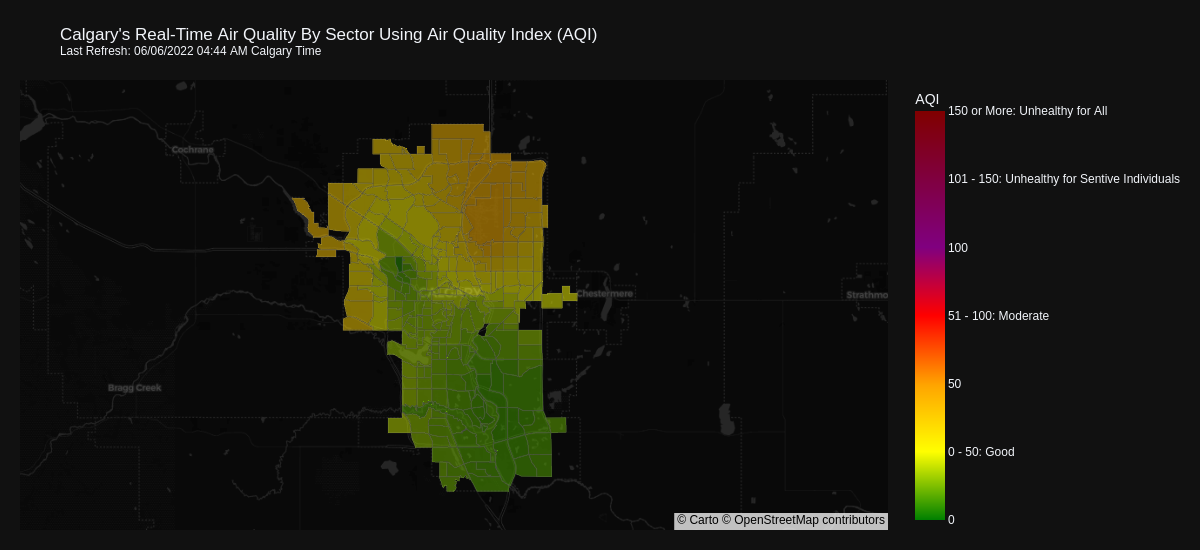 Calgary's Real-Time Air Quality By Sector Using Air Quality Index (AQI)
Last Refresh: 06/06/2022 04:44 AM Calgary Time
AQI
150 or More: Unhealthy for All
Cochrane
101 - 150: Unhealthy for Sentive Individuals
100
Chestermere
Strathmo
51 - 100: Moderate
Bragg Creek
50
0 - 50: Good
0
© Carto © OpenStreetMap contributors